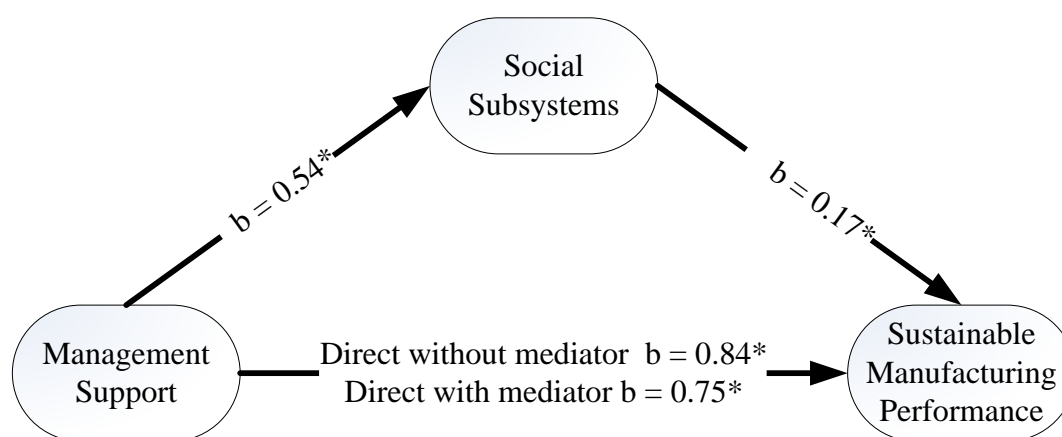 Social
Subsystems
b = 0.54*
b = 0.17*
Management
Support
Direct without mediator b = 0.84*
Direct with mediator b = 0.75*
Sustainable
Manufacturing
Performance